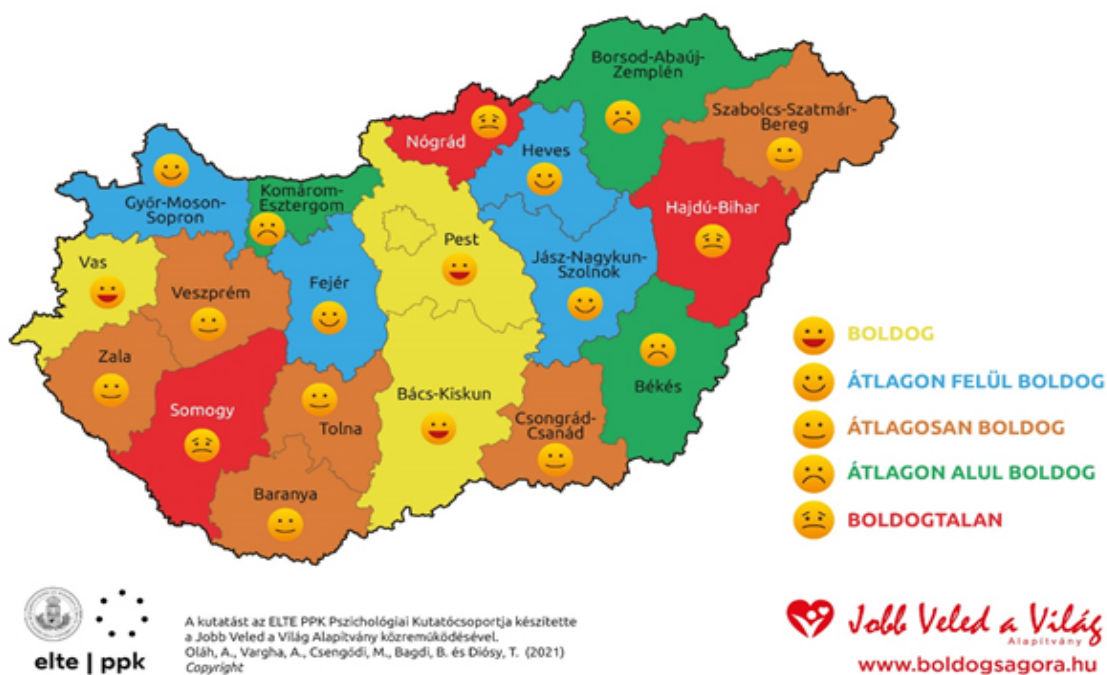 Borsod-Abaúj-
Zemplén
Szabolcs-Szatmár-
Bereg
Nógrád
Heves
Komárom-
Esztergom
Győr-Moson-
Sopron
Hajdú-Bihar
Pest
Jász-Nagykun-
Szolnok
Vas
Veszprém
Fejér
Zala
Békés
Bács-Kiskun
Somogy
Tolna
Csongrád-
Csanád
Baranya
BOLDOG
ÁTLAGON FELÜL BOLDOG
ÁTLAGOSAN BOLDOG
ÁTLAGON ALUL BOLDOG
BOLDOGTALAN
elte | ppk
A kutatást az ELTE PPK Pszichológiai Kutatócsoportja készítette
a Jobb Veled a Világ Alapítvány közreműködésével.
Oláh, A., Vargha, A., Csengődi, M., Bagdi, B. és Diósy, T. (2021)
Copyright
Jobb Veled a Világ
Alapítvány
www.boldogsagora.hu